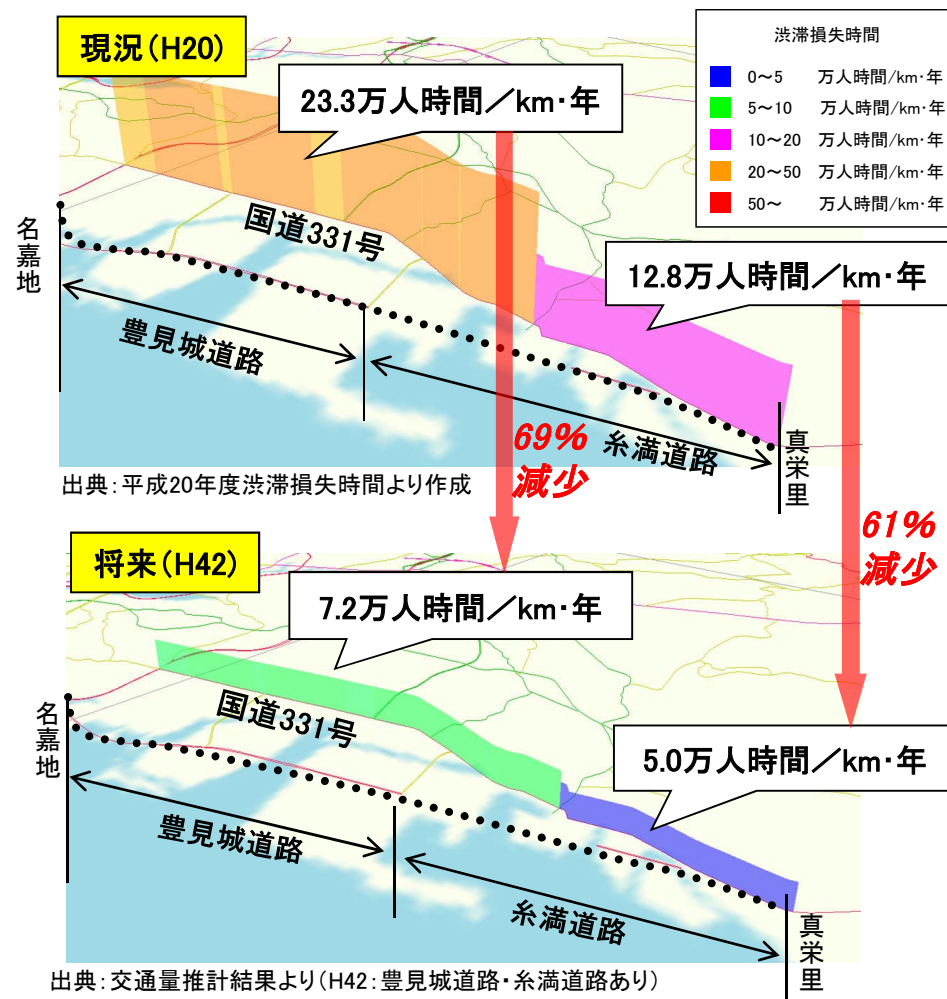 現況(H20)
渋滞損失時間
0～5 万人時間/km・年
5～10 万人時間/km・年
10～20 万人時間/km・年
20～50 万人時間/km・年
50～ 万人時間/km・年
23.3万人時間／km・年
12.8万人時間／km・年
国道331号
名嘉地
豊見城道路
糸満道路
真栄里
69%
減少
出典：平成20年度渋滞損失時間より作成
61%
減少
将来(H42)
7.2万人時間／km・年
国道331号
5.0万人時間／km・年
名嘉地
豊見城道路
糸満道路
真栄里
出典：交通量推計結果より(H42：豊見城道路・糸満道路あり)